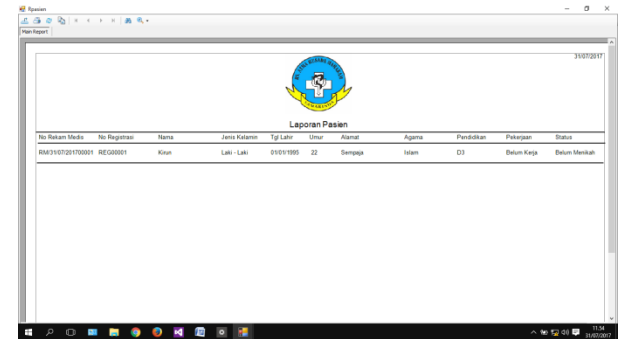 Rpasien
Main Report
31/07/2017
Laporan Pasien
No Rekam Medis No Registrasi Nama Jenis Kelamin Tgl Lahir Umur Alamat Agama Pendidikan Pekerjaan Status
RM/31/07/201700001 REG00001 Kirun Laki - Laki 01/01/1995 22 Sempaja Islam D3 Belum Kerja Belum Menikah
11.54
31/07/2017